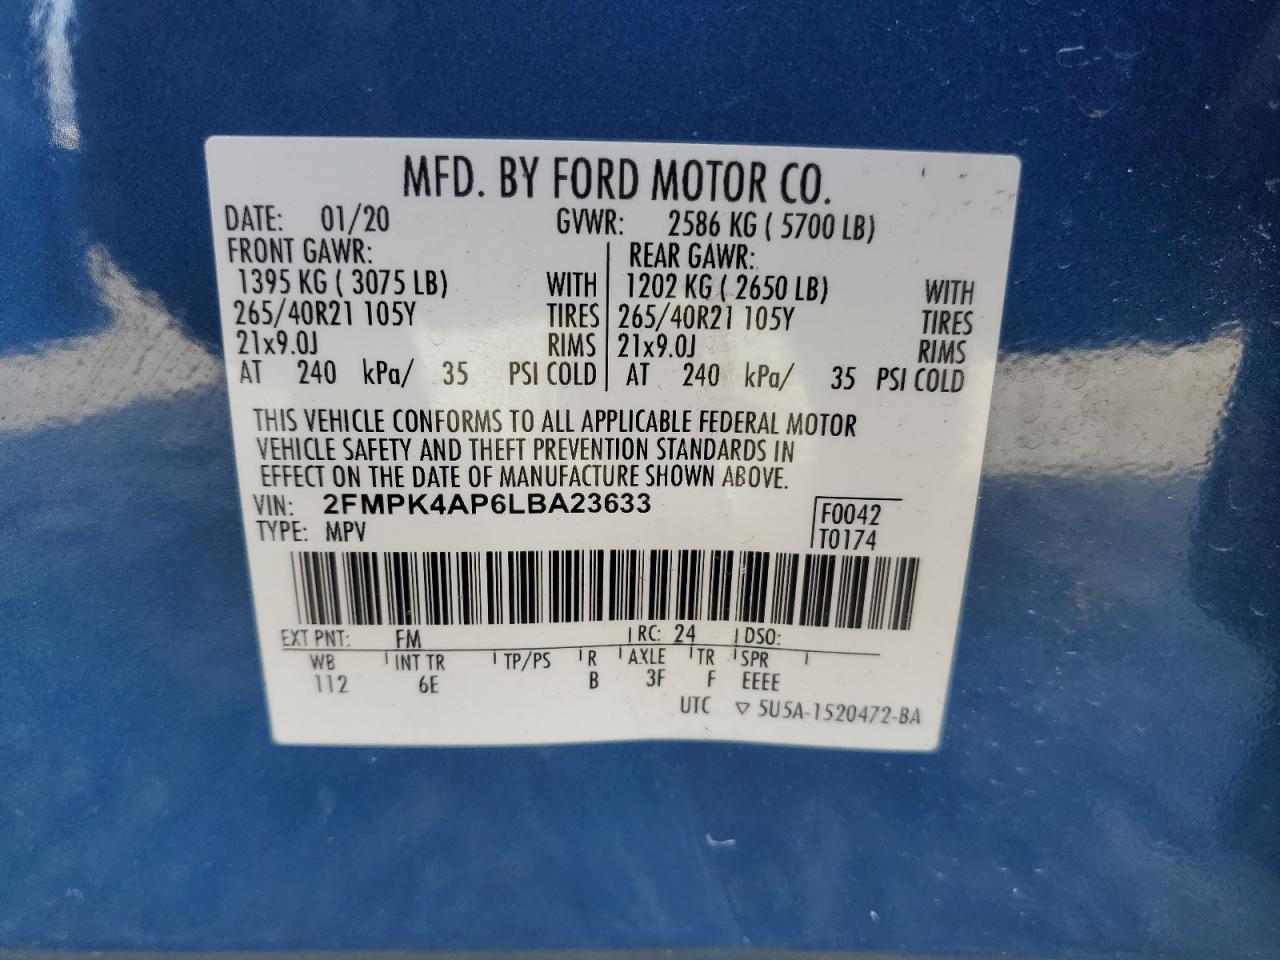 MFD. BY FORD MOTOR CO.
DATE: 01/20 GVWR: 2586 KG ( 5700 LB)
FRONT GAWR: REAR GAWR:
1395 KG ( 3075 LB) WITH 1202 KG ( 2650 LB) WITH
265/40R21 105Y TIRES 265/40R21 105Y TIRES
21x9.0J RIMS 21x9.0J RIMS
AT 240 kPa/ 35 PSI COLD AT 240 kPa/ 35 PSI COLD
THIS VEHICLE CONFORMS TO ALL APPLICABLE FEDERAL MOTOR
VEHICLE SAFETY AND THEFT PREVENTION STANDARDS IN
EFFECT ON THE DATE OF MANUFACTURE SHOWN ABOVE.
VIN: 2FMPK4AP6LBA23633 F0042
TYPE: MPV T0174
EXT PNT: FM RC: 24 DSO:
WB INT TR TP/PS R AXLE TR SPR
112 6E B 3F F EEEE
UTC ▽ 5U5A-1520472-BA